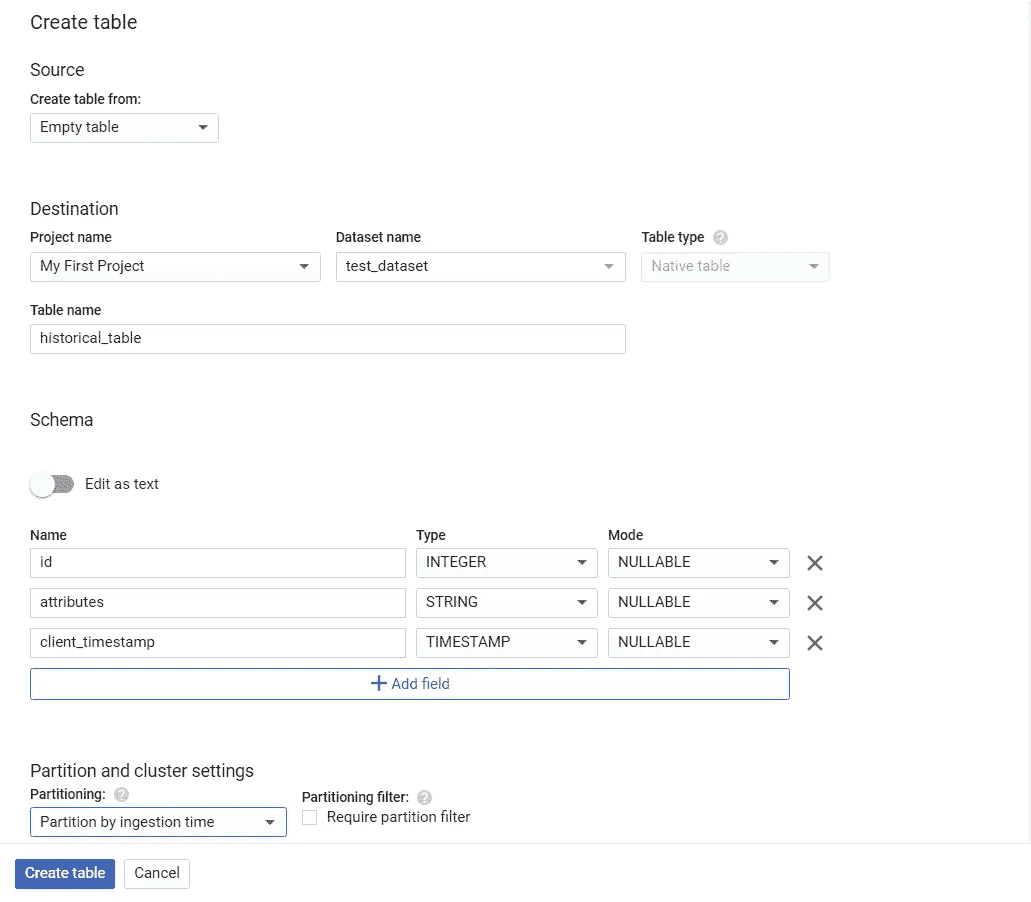 Create table
Source
Create table from:
Empty table
Destination
Project name Dataset name Table type
My First Project test_dataset Native table
Table name
historical_table
Schema
Edit as text
Name Type Mode
id INTEGER NULLABLE
attributes STRING NULLABLE
client_timestamp TIMESTAMP NULLABLE
Add field
Partition and cluster settings
Partitioning: Partitioning filter:
Partition by ingestion time Require partition filter
Create table Cancel